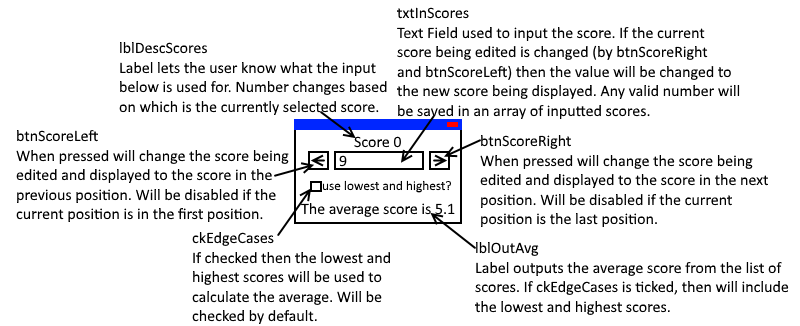 txtInScores
Text Field used to input the score. If the current
score being edited is changed (by btnScoreRight
and btnScoreLeft) then the value will be changed to
the new score being displayed. Any valid number will
be saved in an array of inputted scores.
lblDescScores
Label lets the user know what the input
below is used for. Number changes based
on which is the currently selected score.
btnScoreLeft
When pressed will change the score being
edited and displayed to the score in the
previous position. Will be disabled if the
current position is in the first position.
Score 0
9
use lowest and highest?
The average score is 5.1
btnScoreRight
When pressed will change the score being
edited and displayed to the score in the next
position. Will be disabled if the current
position is the last position.
ckEdgeCases
If checked then the lowest and
highest scores will be used to
calculate the average. Will be
checked by default.
lblOutAvg
Label outputs the average score from the list of
scores. If ckEdgeCases is ticked, then will include
the lowest and highest scores.